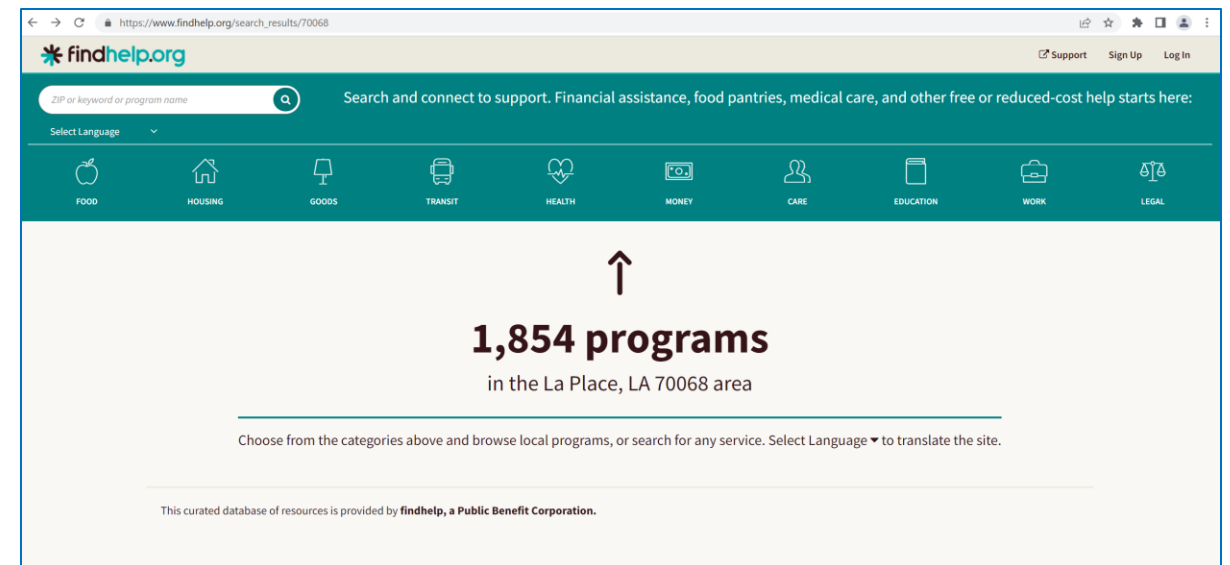 https://www.findhelp.org/search_results/70068
findhelp.org
Support Sign Up Log In
ZIP or keyword or program name
Search and connect to support. Financial assistance, food pantries, medical care, and other free or reduced-cost help starts here:
Select Language
FOOD HOUSING GOODS TRANSIT HEALTH MONEY CARE EDUCATION WORK LEGAL
1,854 programs
in the La Place, LA 70068 area
Choose from the categories above and browse local programs, or search for any service. Select Language to translate the site.
This curated database of resources is provided by findhelp, a Public Benefit Corporation.